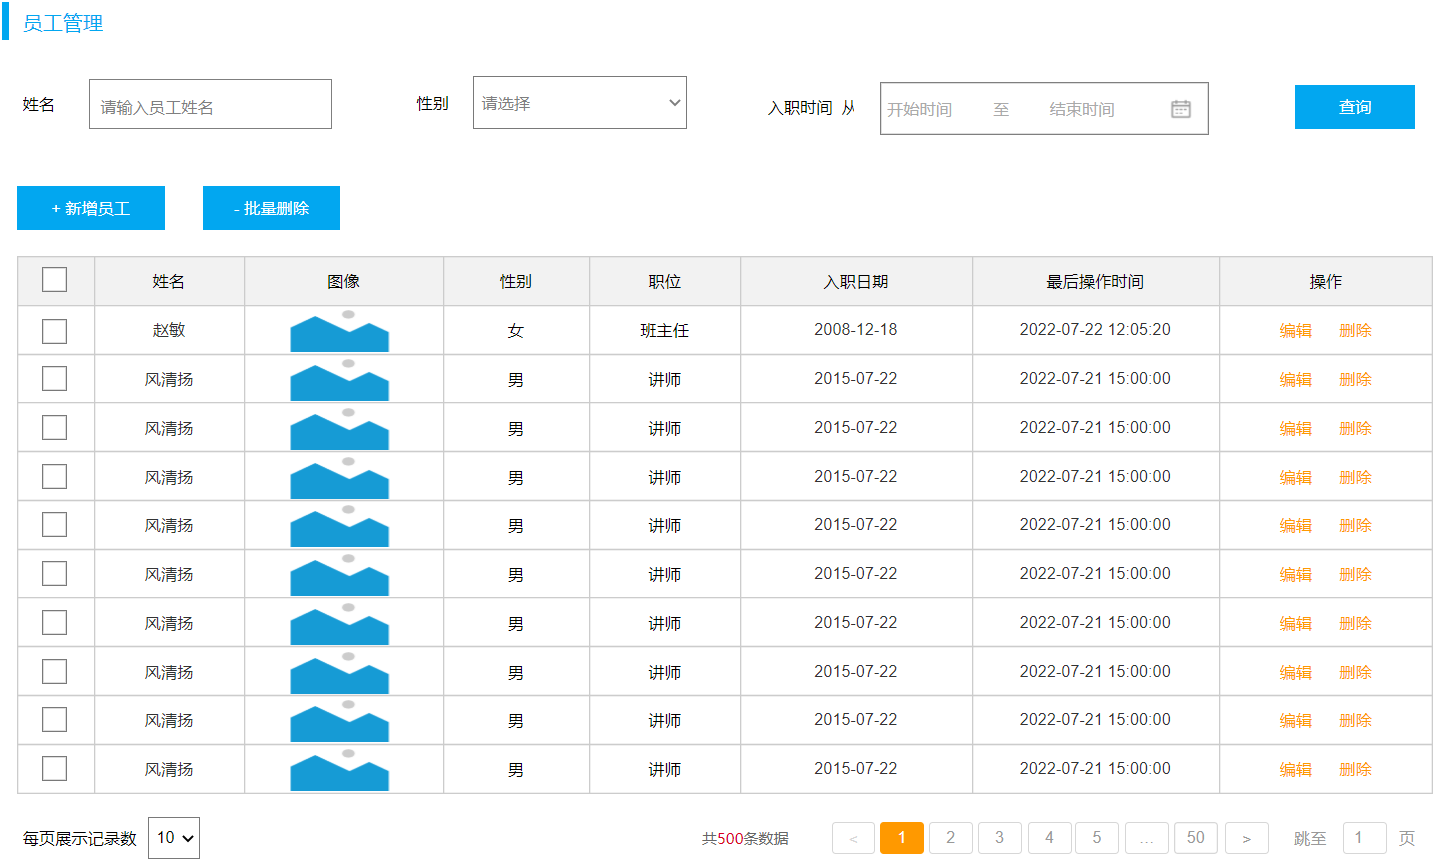 员工管理
姓名 请输入员工姓名 性别 请选择 入职时间 从 开始时间 至 结束时间 查询
+ 新增员工 - 批量删除
姓名 图像 性别 职位 入职日期 最后操作时间 操作
赵敏 女 班主任 2008-12-18 2022-07-22 12:05:20 编辑 删除
风清扬 男 讲师 2015-07-22 2022-07-21 15:00:00 编辑 删除
风清扬 男 讲师 2015-07-22 2022-07-21 15:00:00 编辑 删除
风清扬 男 讲师 2015-07-22 2022-07-21 15:00:00 编辑 删除
风清扬 男 讲师 2015-07-22 2022-07-21 15:00:00 编辑 删除
风清扬 男 讲师 2015-07-22 2022-07-21 15:00:00 编辑 删除
风清扬 男 讲师 2015-07-22 2022-07-21 15:00:00 编辑 删除
风清扬 男 讲师 2015-07-22 2022-07-21 15:00:00 编辑 删除
风清扬 男 讲师 2015-07-22 2022-07-21 15:00:00 编辑 删除
风清扬 男 讲师 2015-07-22 2022-07-21 15:00:00 编辑 删除
每页展示记录数 10 共500条数据 < 1 2 3 4 5 ... 50 > 跳至 1 页